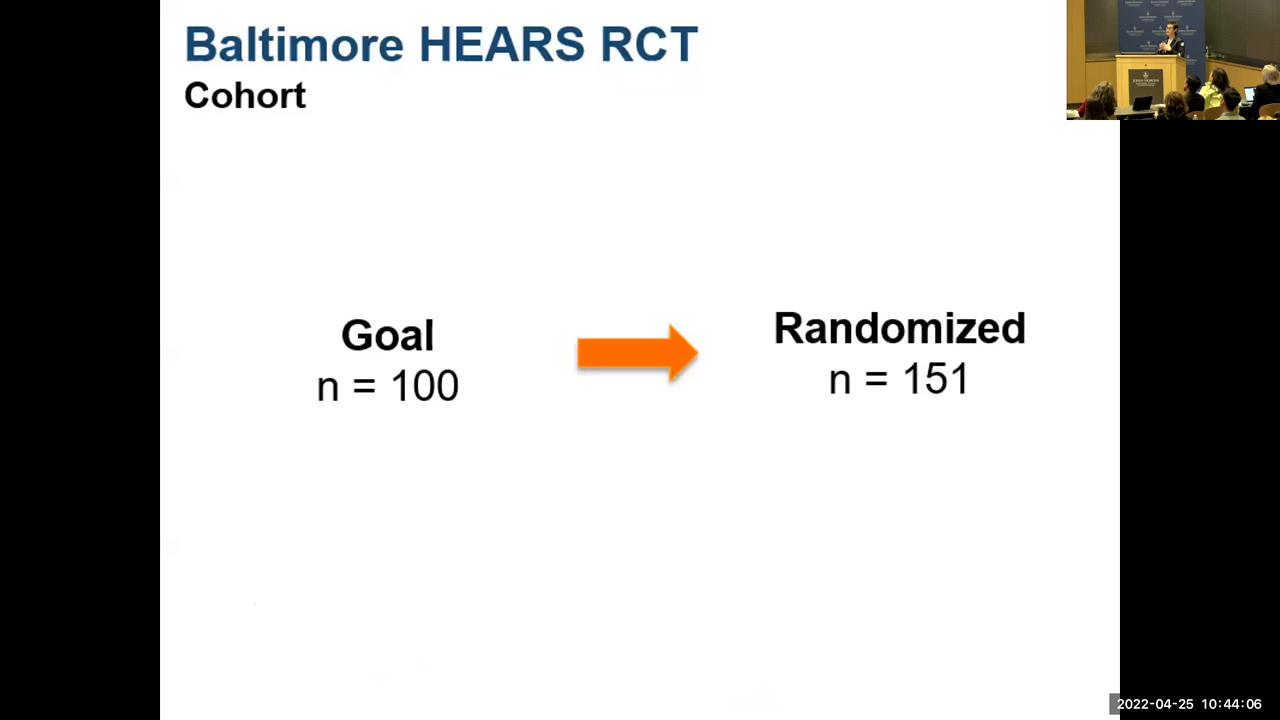 Baltimore HEARS RCT
Cohort
Goal
n = 100
Randomized
n = 151
2022-04-25 10:44:06